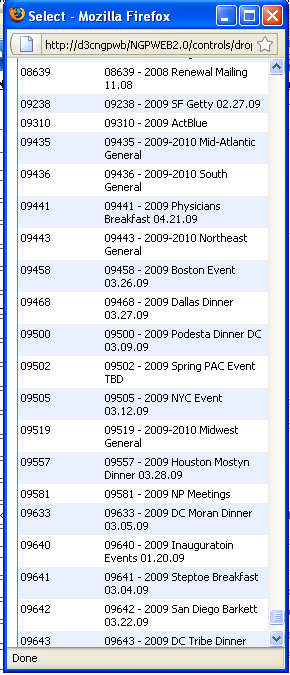 Select - Mozilla Firefox
http://d3cngpwb/NGPWEB2.0/controls/dro
08639 08639 - 2008 Renewal Mailing
11.08
09238 09238 - 2009 SF Getty 02.27.09
09310 09310 - 2009 ActBlue
09435 09435 - 2009-2010 Mid-Atlantic
General
09436 09436 - 2009-2010 South
General
09441 09441 - 2009 Physicians
Breakfast 04.21.09
09443 09443 - 2009-2010 Northeast
General
09458 09458 - 2009 Boston Event
03.26.09
09468 09468 - 2009 Dallas Dinner
03.27.09
09500 09500 - 2009 Podesta Dinner DC
03.09.09
09502 09502 - 2009 Spring PAC Event
TBD
09505 09505 - 2009 NYC Event
03.12.09
09519 09519 - 2009-2010 Midwest
General
09557 09557 - 2009 Houston Mostyn
Dinner 03.28.09
09581 09581 - 2009 NP Meetings
09633 09633 - 2009 DC Moran Dinner
03.05.09
09640 09640 - 2009 Inauguratoin
Events 01.20.09
09641 09641 - 2009 Steptoe Breakfast
03.04.09
09642 09642 - 2009 San Diego Barkett
03.22.09
09643 09643 - 2009 DC Tribe Dinner
Done